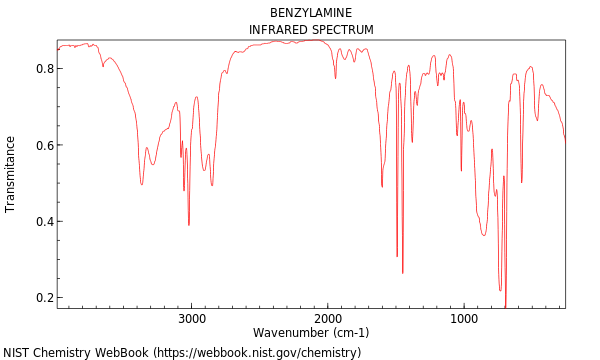 BENZYLAMINE
INFRARED SPECTRUM
Transmitance
0.8
0.6
0.4
0.2
3000 2000 1000
Wavenumber (cm-1)
NIST Chemistry WebBook (https://webbook.nist.gov/chemistry)